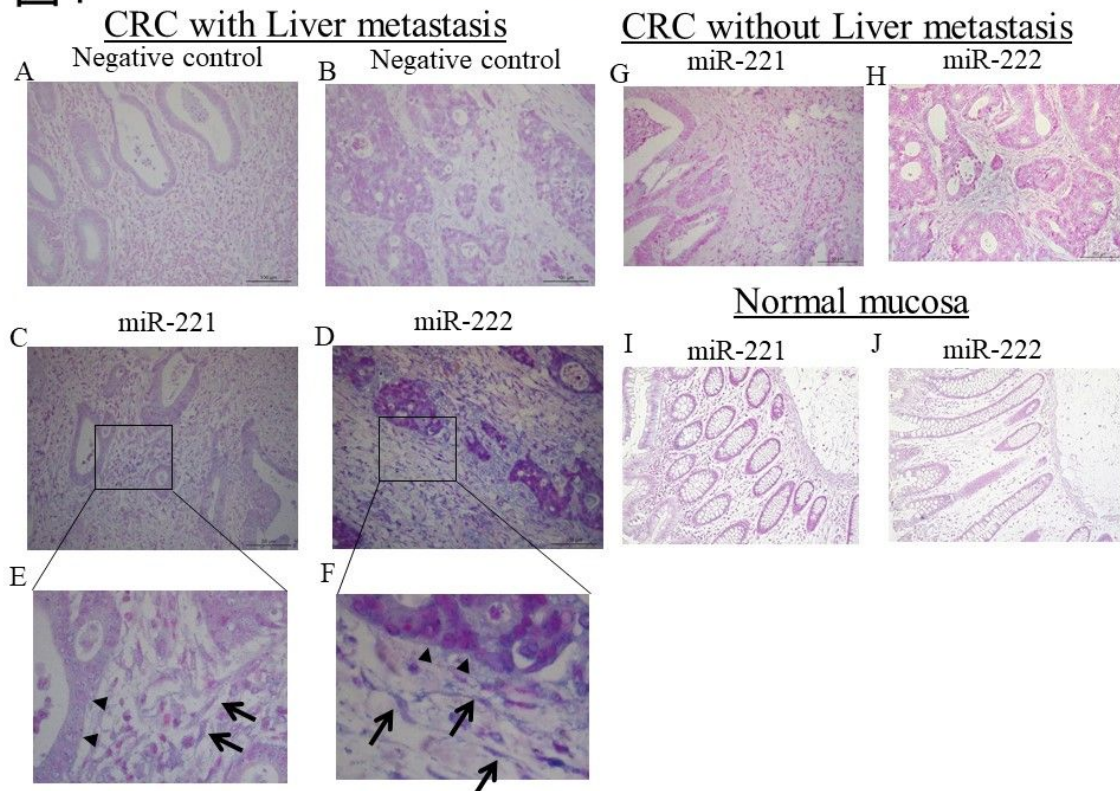 CRC with Liver metastasis
CRC without Liver metastasis
A
Negative control
B
Negative control
G
miR-221
H
miR-222
Normal mucosa
C
miR-221
D
miR-222
I
miR-221
J
miR-222
E
F